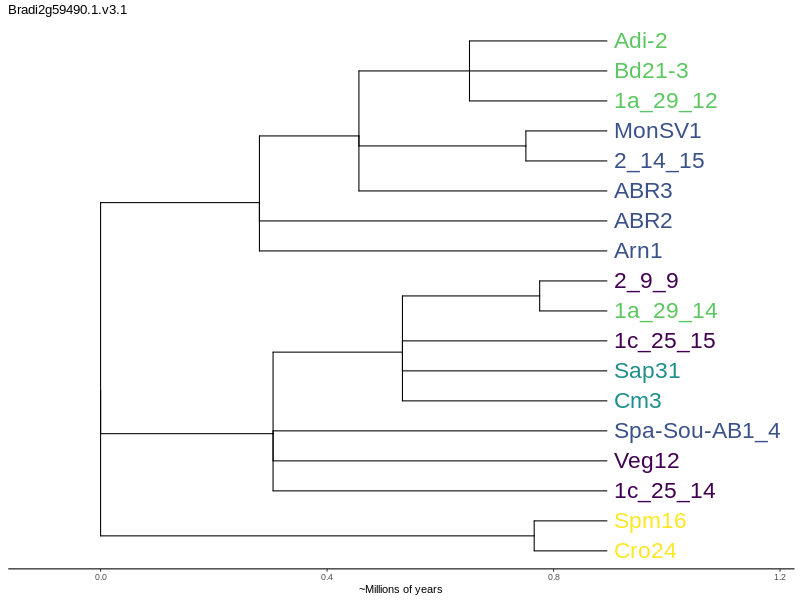 Bradi2g59490.1.v3.1
Adi-2
Bd21-3
1a_29_12
MonSV1
2_14_15
ABR3
ABR2
Arn1
2_9_9
1a_29_14
1c_25_15
Sap31
Cm3
Spa-Sou-AB1_4
Veg12
1c_25_14
Spm16
Cro24
0.0 0.4 0.8 1.2
~Millions of years